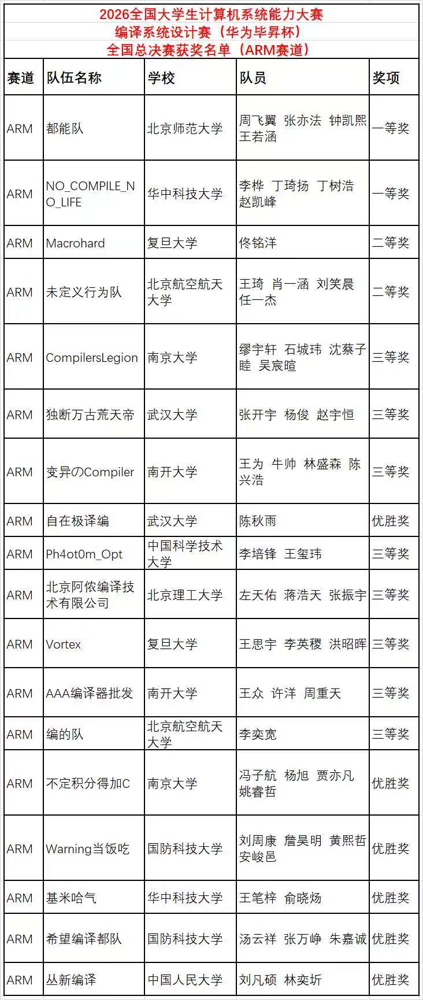 2026全国大学生计算机系统能力大赛
编译系统设计赛（华为毕昇杯）
全国总决赛获奖名单（ARM赛道）
赛道 队伍名称 学校 队员 奖项
ARM 都能队 北京师范大学 周飞翼 张亦法 钟凯熙 一等奖
王若涵
ARM NO_COMPILE_N 华中科技大学 李桦 丁琦扬 丁树浩 一等奖
O_LIFE 赵凯峰
ARM Macrohard 复旦大学 佟铭洋 二等奖
ARM 未定义行为队 北京航空航天 王琦 肖一涵 刘笑晨 二等奖
大学 任一杰
ARM CompilersLegion 南京大学 缪宇轩 石城玮 沈蔡子 三等奖
睦 吴宸暄
ARM 独断万古荒天帝 武汉大学 张开宇 杨俊 赵宇恒 三等奖
ARM 变异のCompiler 南开大学 王为 牛帅 林盛森 陈 三等奖
兴浩
ARM 自在极译编 武汉大学 陈秋雨 优胜奖
ARM Ph4ot0m_Opt 中国科学技术 李培锋 王玺玮 三等奖
大学
ARM 北京阿侬编译技 北京理工大学 左天佑 蒋浩天 张振宇 三等奖
术有限公司
ARM Vortex 复旦大学 王思宇 李英稷 洪昭晖 三等奖
ARM AAA编译器批发 南开大学 王众 许洋 周重天 三等奖
ARM 编的队 北京航空航天 李奕宽 三等奖
大学
ARM 不定积分得加C 南京大学 冯子航 杨旭 贾亦凡 优胜奖
姚睿哲
ARM Warning当饭吃 国防科技大学 刘周康 詹昊明 黄熙哲 优胜奖
安峻邑
ARM 基米哈气 华中科技大学 王笔梓 俞晓炀 优胜奖
ARM 希望编译都队 国防科技大学 汤云祥 张万峥 朱嘉诚 优胜奖
ARM 丛新编译 中国人民大学 刘凡硕 林奕圻 优胜奖